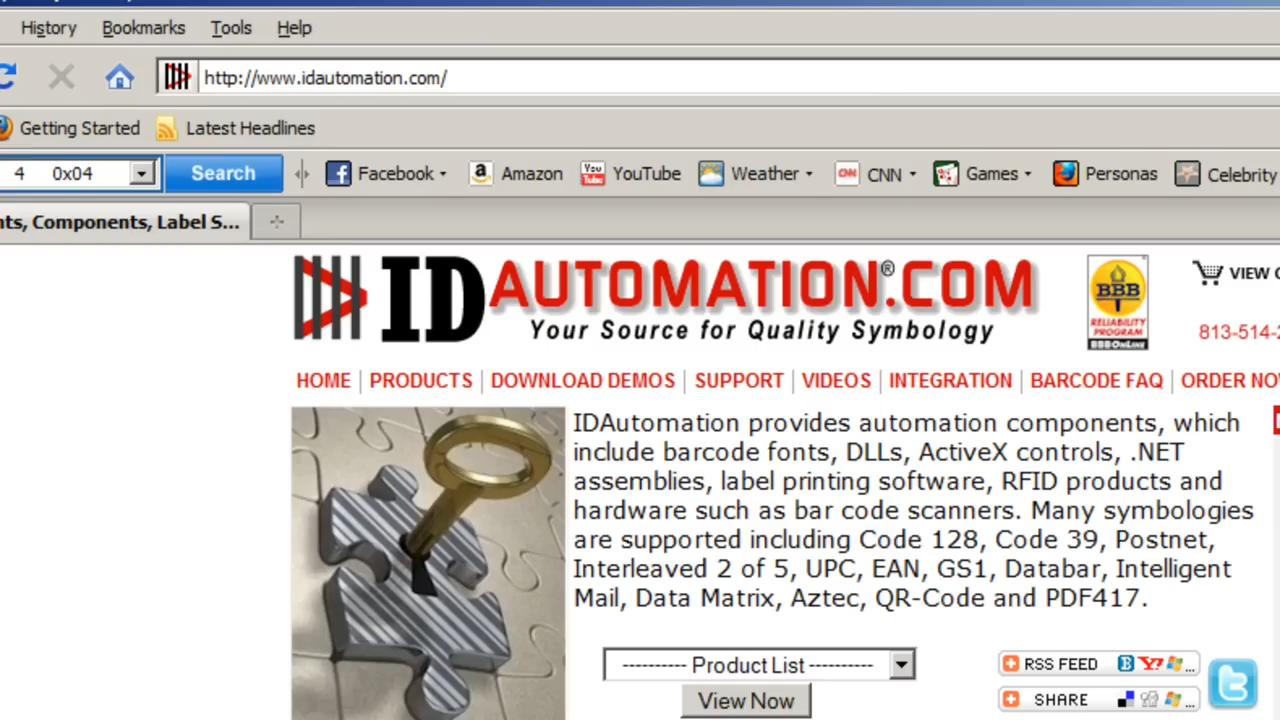 History Bookmarks Tools Help
http://www.idautomation.com/
Getting Started Latest Headlines
4 0x04 Search Facebook Amazon YouTube Weather CNN Games Personas Celebrity
nts, Components, Label S...
IDAUTOMATION.COM®
Your Source for Quality Symbology
BBB
RELIABILITY
PROGRAM
BBBONLINE
VIEW
813-514-
HOME | PRODUCTS | DOWNLOAD DEMOS | SUPPORT | VIDEOS | INTEGRATION | BARCODE FAQ | ORDER NO
IDAutomation provides automation components, which
include barcode fonts, DLLs, ActiveX controls, .NET
assemblies, label printing software, RFID products and
hardware such as bar code scanners. Many symbologies
are supported including Code 128, Code 39, Postnet,
Interleaved 2 of 5, UPC, EAN, GS1, Databar, Intelligent
Mail, Data Matrix, Aztec, QR-Code and PDF417.
---------- Product List ----------
View Now
RSS FEED
SHARE